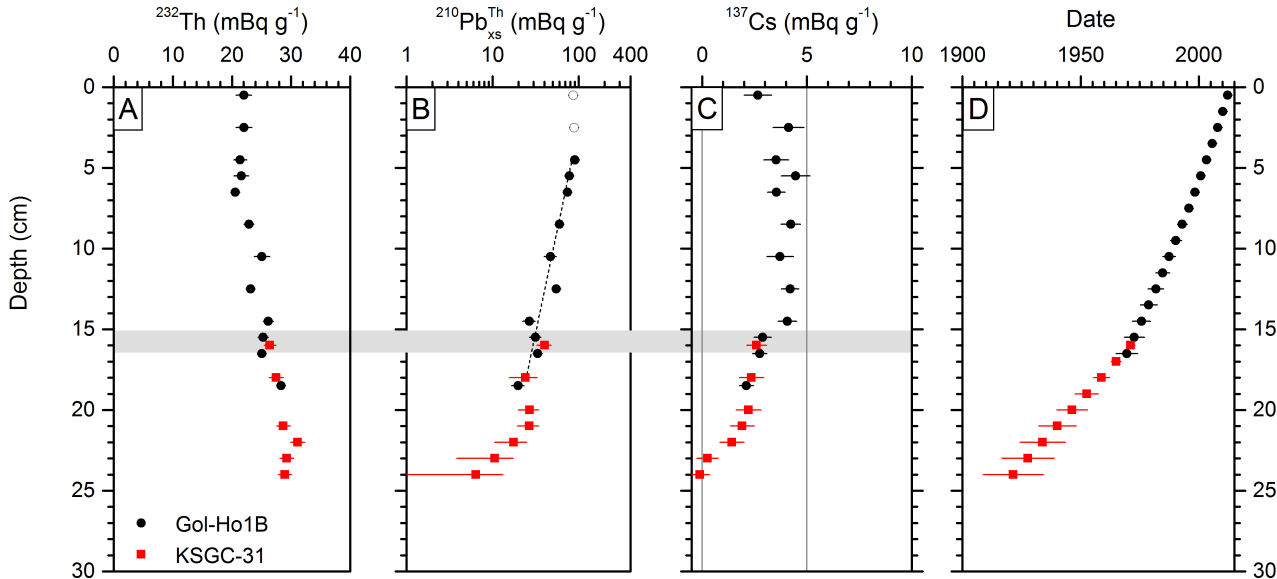 ²³²Th (mBq g⁻¹) ²¹⁰Pbₓₛᵀʰ (mBq g⁻¹) ¹³⁷Cs (mBq g⁻¹) Date
0 10 20 30 40 1 10 100 400 0 5 10 1900 1950 2000
A B C D
Depth (cm)
0 0
5 5
10 10
15 15
20 20
25 25
30 30
Gol-Ho1B
KSGC-31